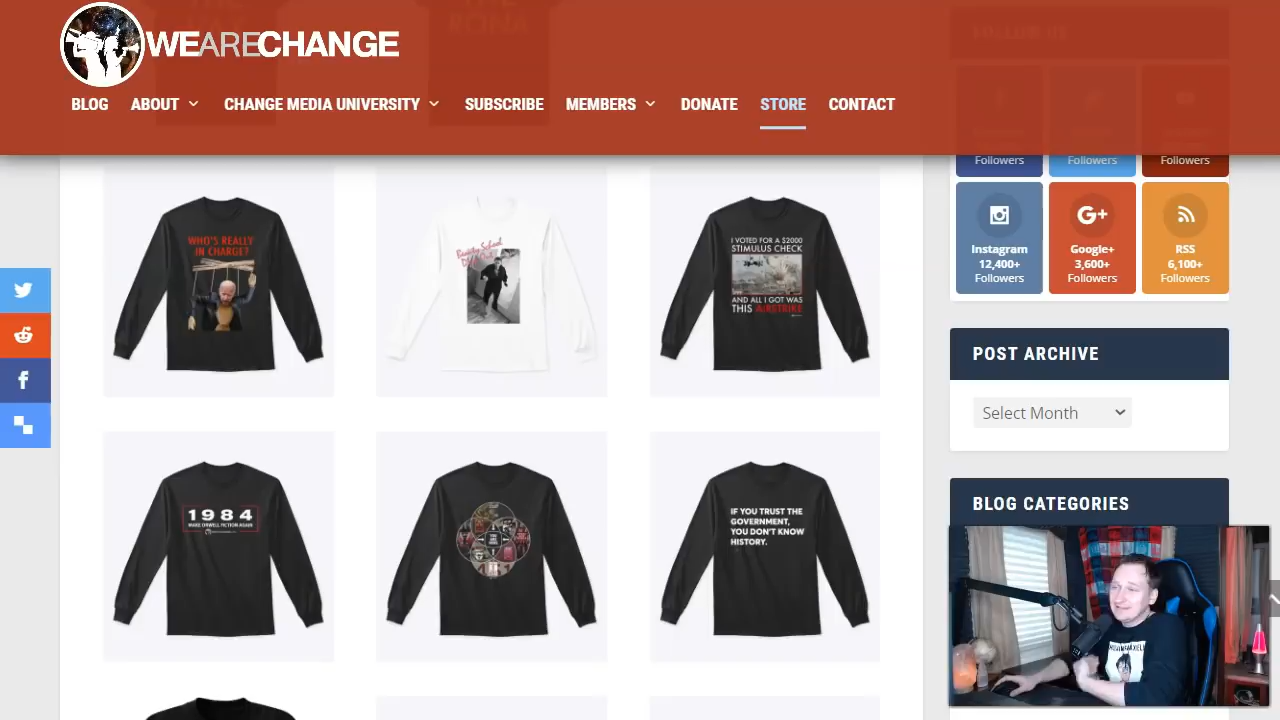 WEARECHANGE
FOLLOW US
BLOG
ABOUT
CHANGE MEDIA UNIVERSITY
SUBSCRIBE
MEMBERS
DONATE
STORE
CONTACT
Followers
Followers
Followers
WHO'S REALLY
IN CHARGE?
I VOTED FOR A $2000
STIMULUS CHECK
AND ALL I GOT WAS
THIS AIRSTRIKE
Instagram
12,400+
Followers
Google+
3,600+
Followers
RSS
6,100+
Followers
POST ARCHIVE
Select Month
1984
MAKE ORWELL FICTION AGAIN
IF YOU TRUST THE
GOVERNMENT,
YOU DON'T KNOW
HISTORY.
BLOG CATEGORIES